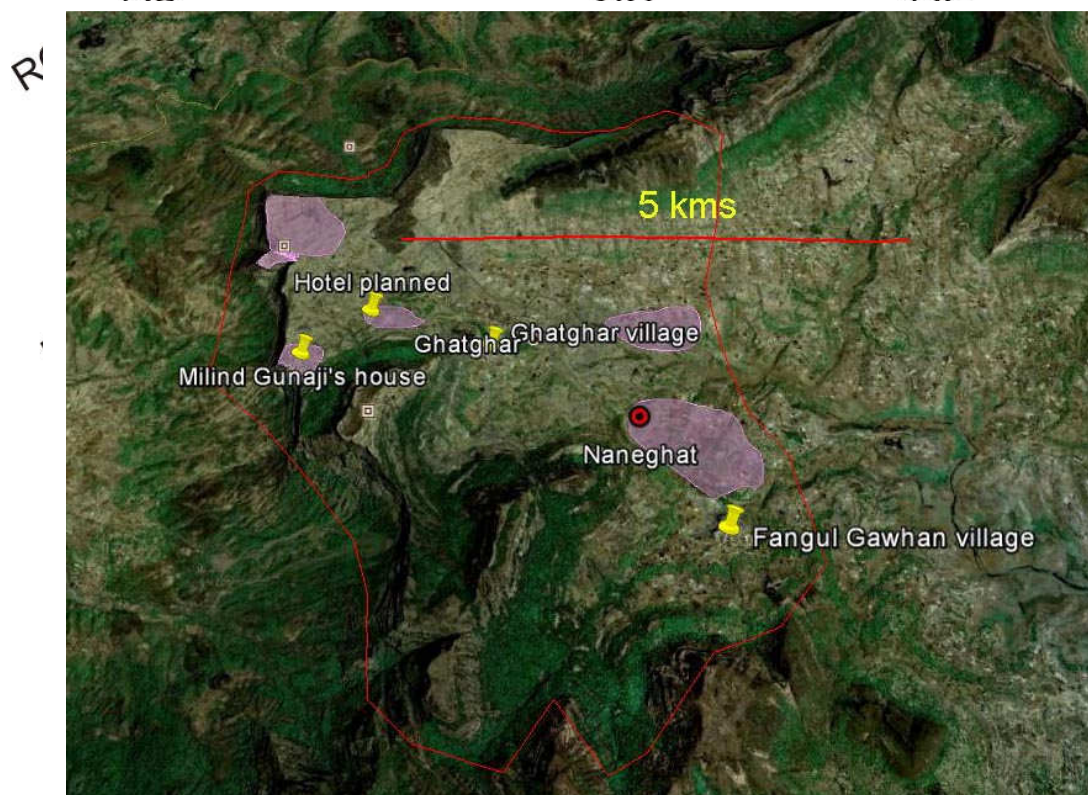 5 kms
Hotel planned
Ghatghar village
Ghatghar
Milind Gunaji's house
Naneghat
Fangul Gawhan village